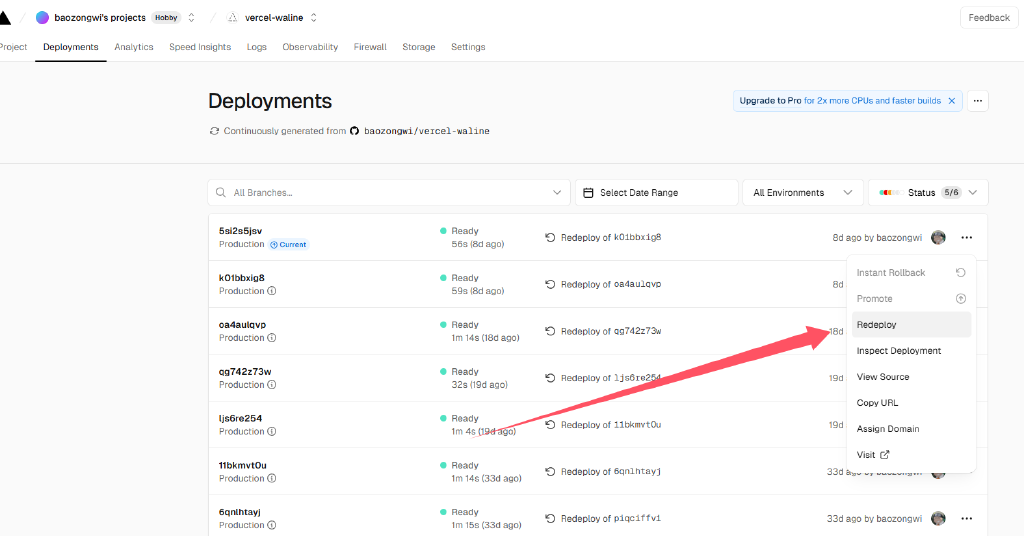 baozongwi's projects Hobby vercel-waline Feedback
Project Deployments Analytics Speed Insights Logs Observability Firewall Storage Settings
Deployments
Upgrade to Pro for 2x more CPUs and faster builds
Continuously generated from baozongwi/vercel-waline
All Branches... Select Date Range All Environments Status 5/6
5si2s5jsv Ready Redeploy of k01bbxig8 8d ago by baozongwi
Production Current 56s (8d ago)
Instant Rollback
k01bbxig8 Ready Redeploy of oa4aulqvp 8d
Production 59s (8d ago)
Promote
oa4aulqvp Ready Redeploy of qg742z73w 18d
Production 1m 14s (18d ago)
Redeploy
Inspect Deployment
qg742z73w Ready Redeploy of ljs6re254 19d
Production 32s (19d ago)
View Source
Copy URL
ljs6re254 Ready Redeploy of 11bkmvt0u 19d
Production 1m 4s (19d ago)
Assign Domain
Visit
11bkmvt0u Ready Redeploy of 6qnlhtayj 33d ago by baozongwi
Production 1m 14s (33d ago)
6qnlhtayj Ready Redeploy of piqciffvi 33d ago by baozongwi
Production 1m 15s (33d ago)